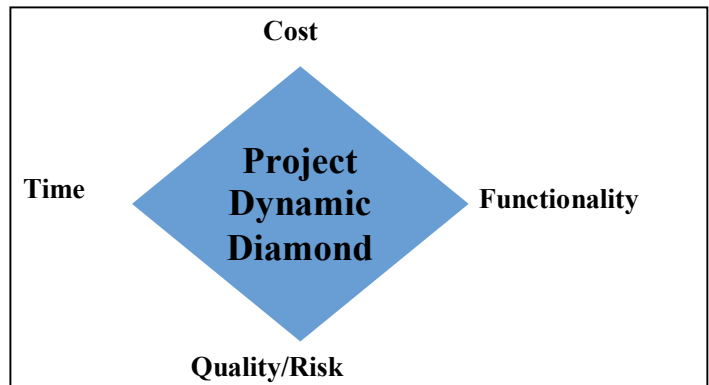 Cost
Project
Dynamic
Diamond
Time
Functionality
Quality/Risk